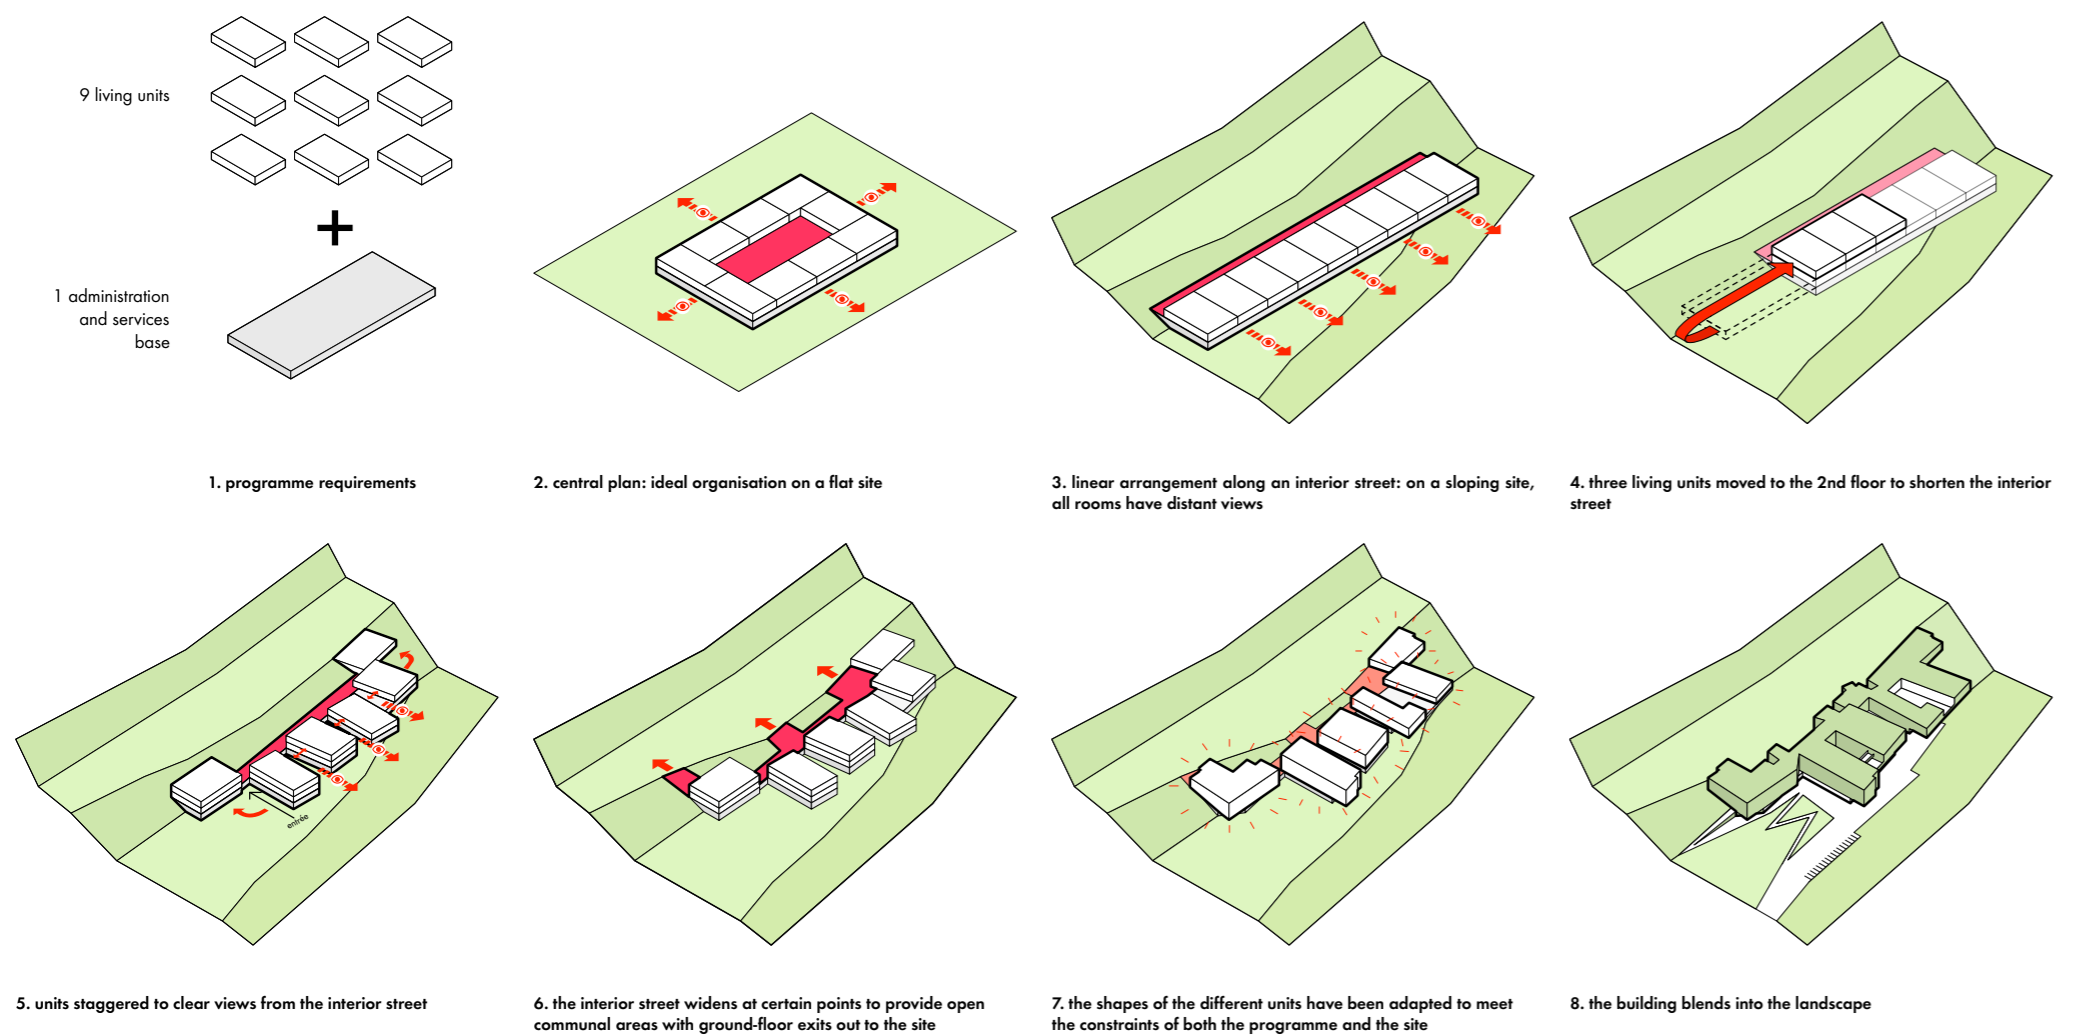 9 living units
1 administration
and services
base
1. programme requirements
2. central plan: ideal organisation on a flat site
3. linear arrangement along an interior street: on a sloping site,
all rooms have distant views
4. three living units moved to the 2nd floor to shorten the interior
street
entrée
5. units staggered to clear views from the interior street
6. the interior street widens at certain points to provide open
communal areas with ground-floor exits out to the site
7. the shapes of the different units have been adapted to meet
the constraints of both the programme and the site
8. the building blends into the landscape